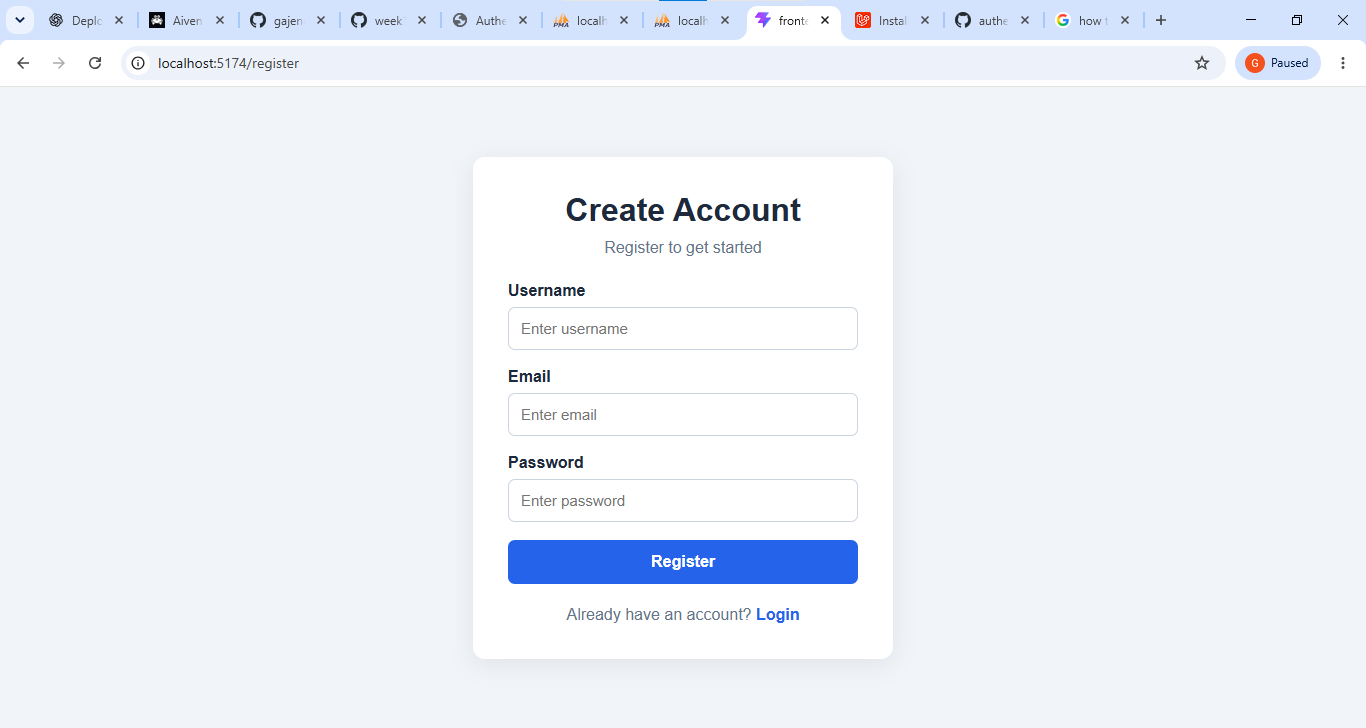 Deplo
Aiven
gajen
week
Authe
localh
localh
fronte
Instal
authe
how t
localhost:5174/register
G
Paused
Create Account
Register to get started
Username
Enter username
Email
Enter email
Password
Enter password
Register
Already have an account? Login